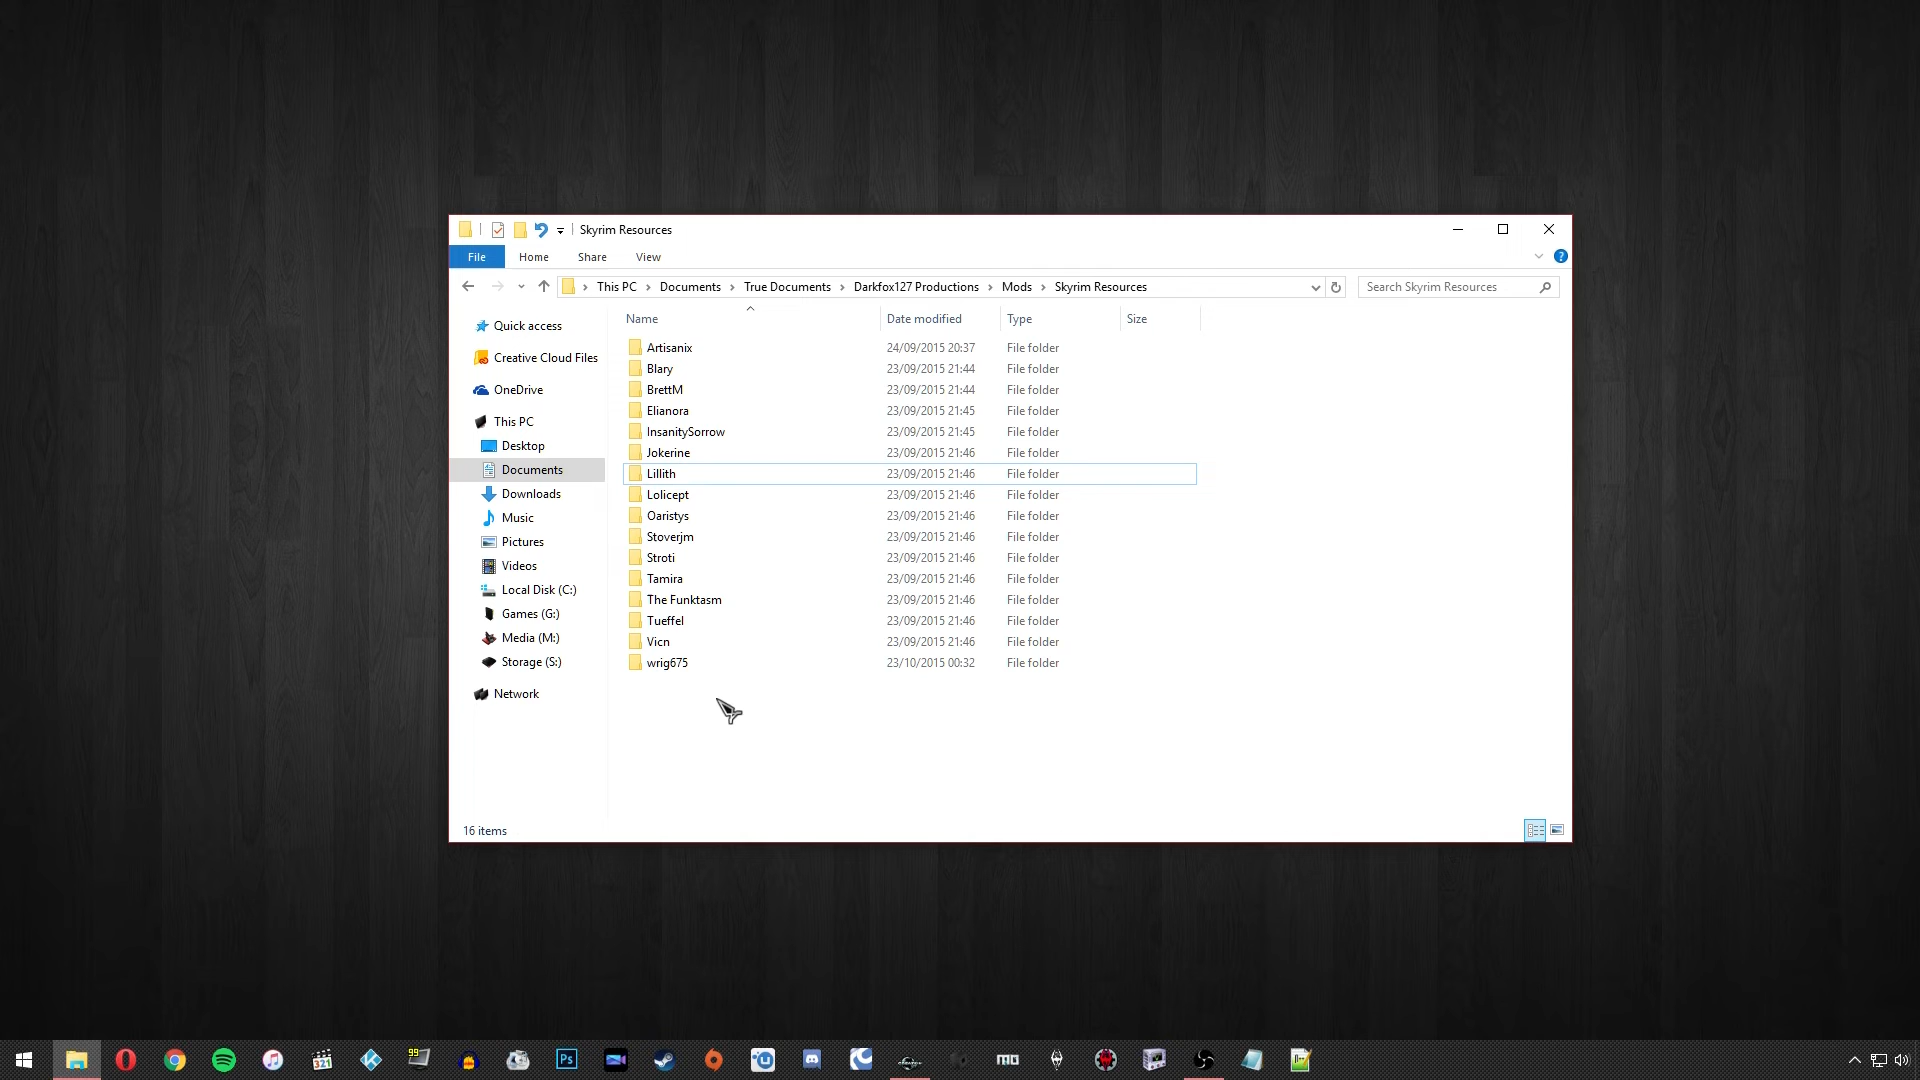 Skyrim Resources
File Home Share View
This PC Documents True Documents Darkfox127 Productions Mods Skyrim Resources Search Skyrim Resources
Quick access
Creative Cloud Files
OneDrive
This PC
Desktop
Documents
Downloads
Music
Pictures
Videos
Local Disk (C:)
Games (G:)
Media (M:)
Storage (S:)
Network
Name Date modified Type Size
Artisanix 24/09/2015 20:37 File folder
Blary 23/09/2015 21:44 File folder
BrettM 23/09/2015 21:44 File folder
Elianora 23/09/2015 21:45 File folder
InsanitySorrow 23/09/2015 21:45 File folder
Jokerine 23/09/2015 21:46 File folder
Lillith 23/09/2015 21:46 File folder
Lolicept 23/09/2015 21:46 File folder
Oaristys 23/09/2015 21:46 File folder
Stoverjm 23/09/2015 21:46 File folder
Stroti 23/09/2015 21:46 File folder
Tamira 23/09/2015 21:46 File folder
The Funktasm 23/09/2015 21:46 File folder
Tueffel 23/09/2015 21:46 File folder
Vicn 23/09/2015 21:46 File folder
wrig675 23/10/2015 00:32 File folder
16 items
321 99 Ps MO